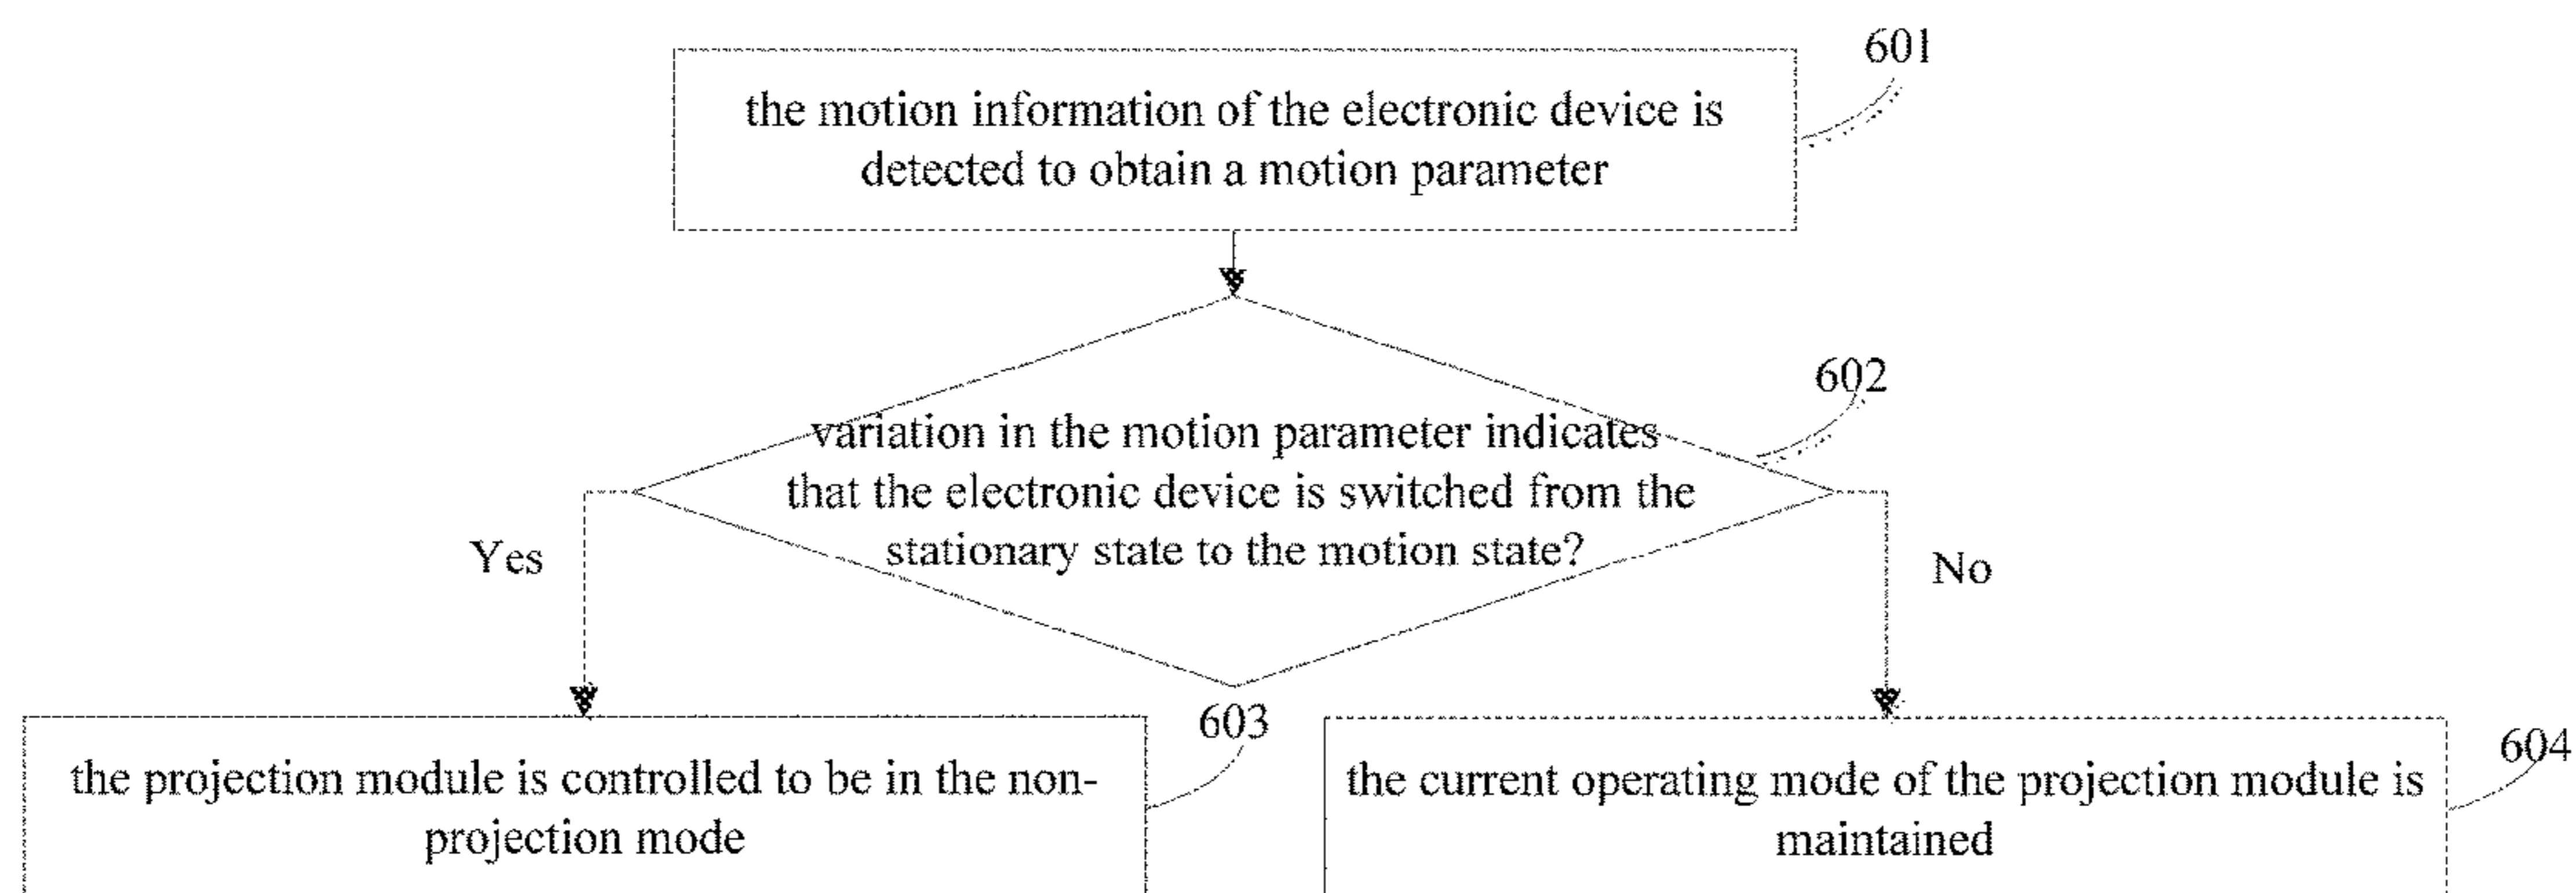 601
the motion information of the electronic device is
detected to obtain a motion parameter
602
variation in the motion parameter indicates
that the electronic device is switched from the
stationary state to the motion state?
Yes
No
603
the projection module is controlled to be in the non-
projection mode
604
the current operating mode of the projection module is
maintained